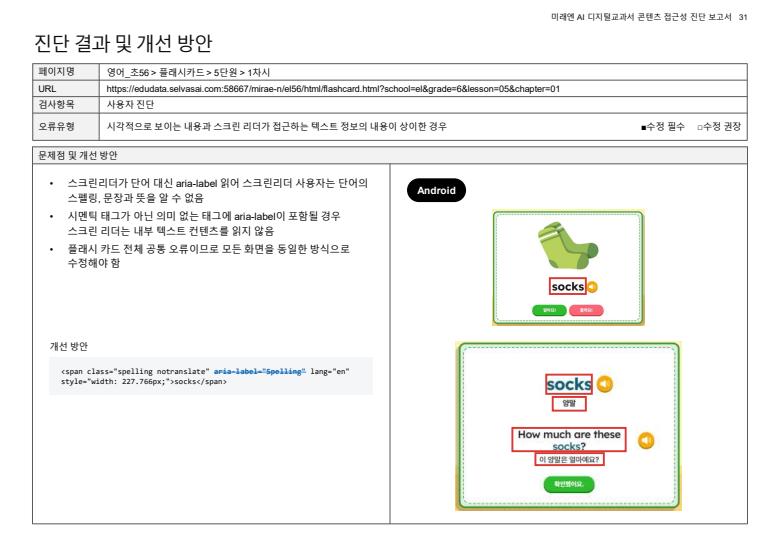 미래엔 AI 디지털교과서 콘텐츠 접근성 진단 보고서 31
진단 결과 및 개선 방안
페이지명 영어_초56 > 플래시카드 > 5단원 > 1차시
URL https://edudata.selvasai.com:58667/mirae-n/el56/html/flashcard.html?school=el&grade=6&lesson=05&chapter=01
검사항목 사용자 진단
오류유형 시각적으로 보이는 내용과 스크린 리더가 접근하는 텍스트 정보의 내용이 상이한 경우 ■수정 필수 □수정 권장
문제점 및 개선 방안
• 스크린리더가 단어 대신 aria-label 읽어 스크린리더 사용자는 단어의
스펠링, 문장과 뜻을 알 수 없음
• 시멘틱 태그가 아닌 의미 없는 태그에 aria-label이 포함될 경우
스크린 리더는 내부 텍스트 컨텐츠를 읽지 않음
• 플래시 카드 전체 공통 오류이므로 모든 화면을 동일한 방식으로
수정해야 함
개선 방안
<span class="spelling notranslate" aria-label="Spelling" lang="en"
style="width: 227.766px;">socks</span>
Android
socks
socks
양말
How much are these
socks?
이 양말은 얼마예요?
확인했어요.